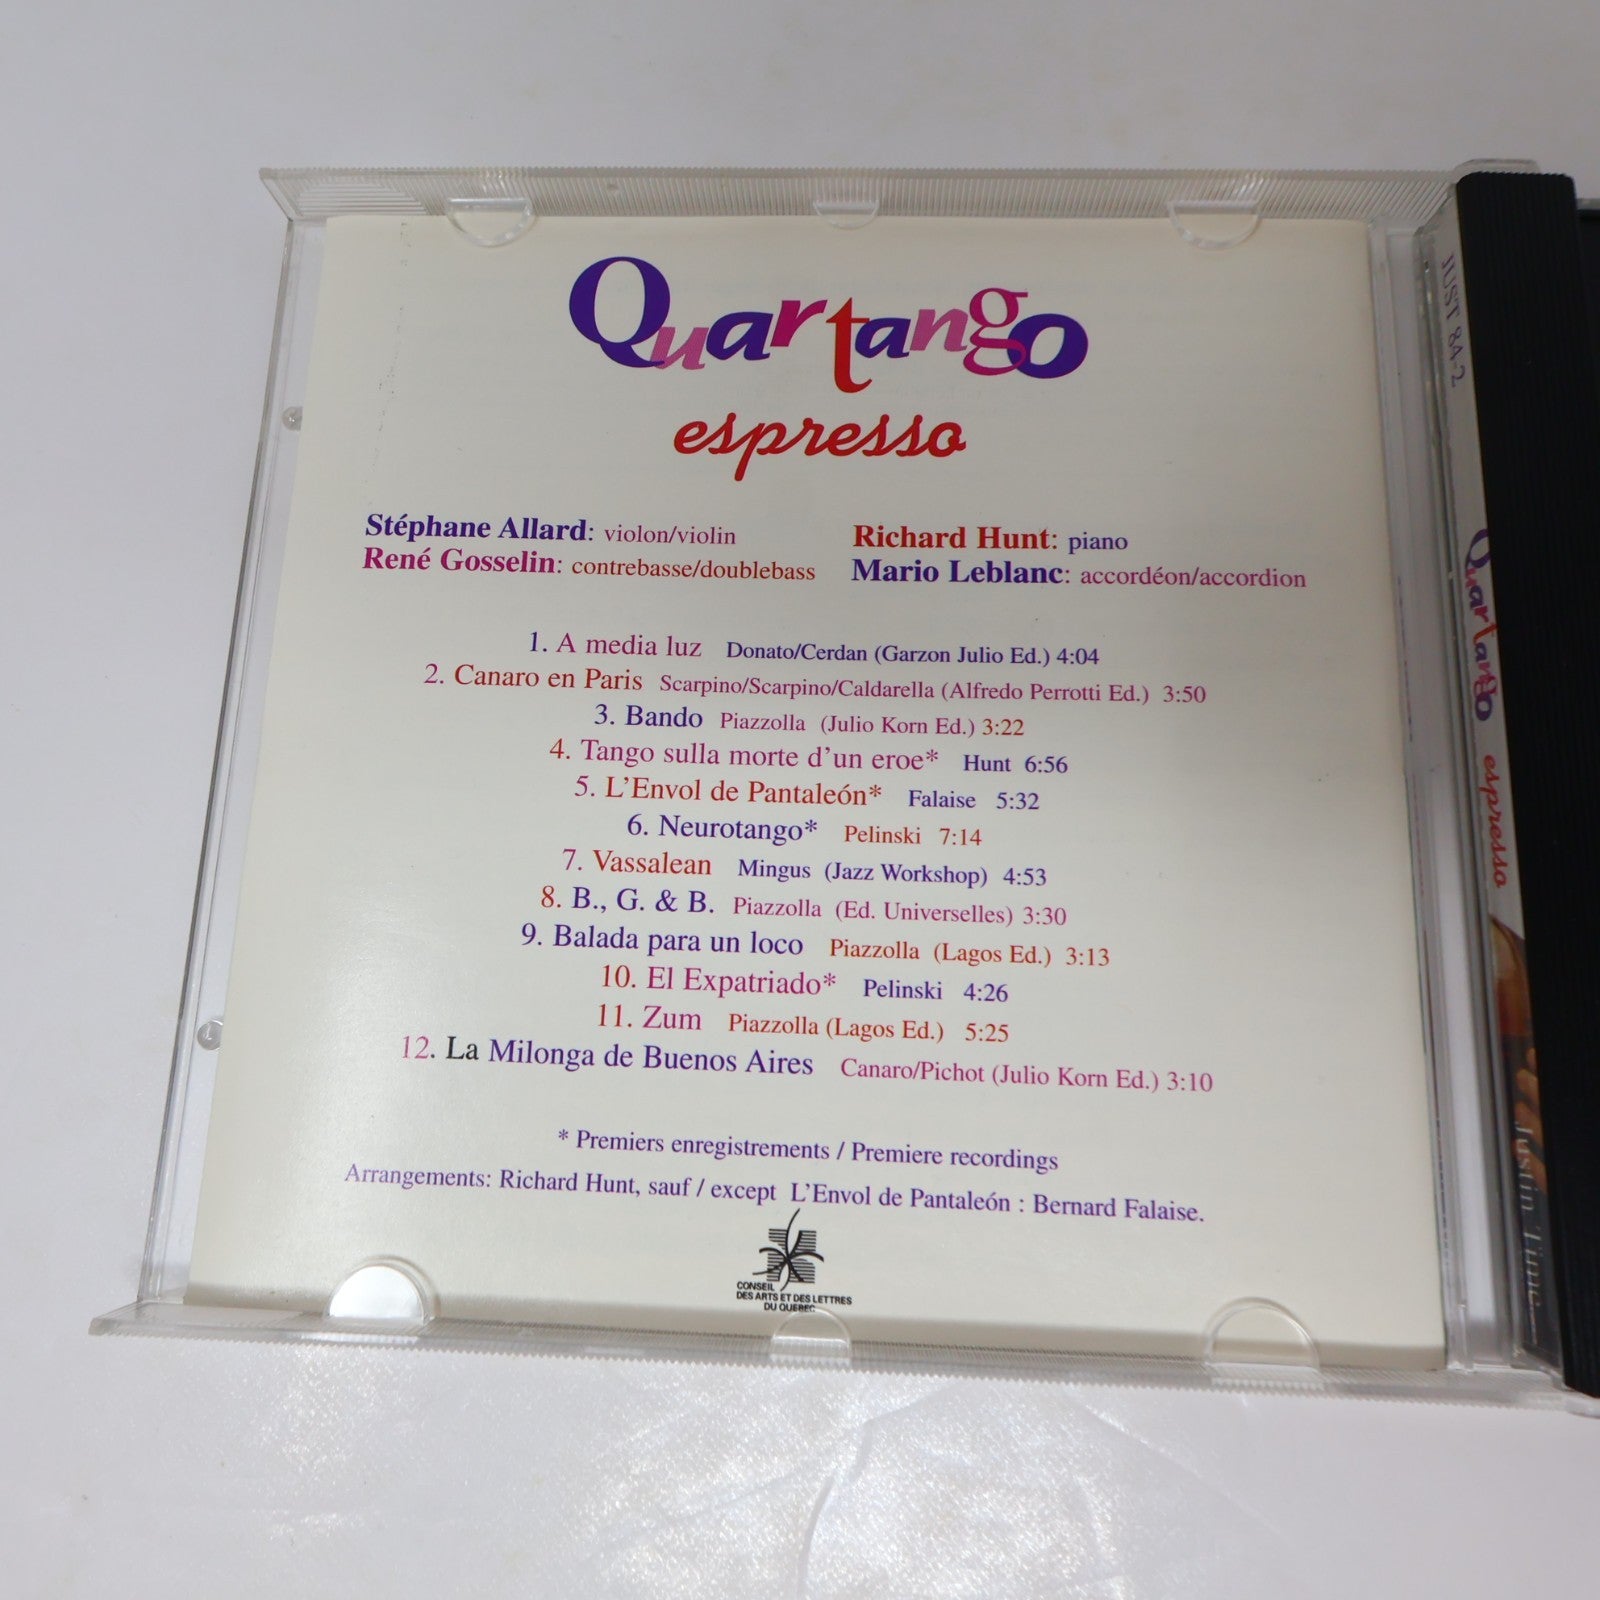 Quartango
espresso
Stéphane Allard: violon/violin
René Gosselin: contrebasse/doublebass
Richard Hunt: piano
Mario Leblanc: accordéon/accordion
1. A media luz Donato/Cerdan (Garzon Julio Ed.) 4:04
2. Canaro en Paris Scarpino/Scarpino/Caldarella (Alfredo Perrotti Ed.) 3:50
3. Bando Piazzolla (Julio Korn Ed.) 3:22
4. Tango sulla morte d'un eroe* Hunt 6:56
5. L'Envol de Pantaleón* Falaise 5:32
6. Neurotango* Pelinski 7:14
7. Vassalean Mingus (Jazz Workshop) 4:53
8. B., G. & B. Piazzolla (Ed. Universelles) 3:30
9. Balada para un loco Piazzolla (Lagos Ed.) 3:13
10. El Expatriado* Pelinski 4:26
11. Zum Piazzolla (Lagos Ed.) 5:25
12. La Milonga de Buenos Aires Canaro/Pichot (Julio Korn Ed.) 3:10
* Premiers enregistrements / Premiere recordings
Arrangements: Richard Hunt, sauf / except L'Envol de Pantaleón : Bernard Falaise.
CONSEIL
DES ARTS ET DES LETTRES
DU QUÉBEC
JUST 84-2
Quartango espresso
Justin Time